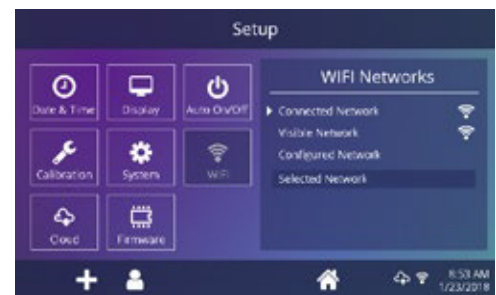 Setup
Date & Time
Display
Auto On/Off
Calibration
System
WiFi
Cloud
Firmware
WIFI Networks
Connected Network
Visible Network
Configured Network
Selected Network
8:53 AM
1/23/2018